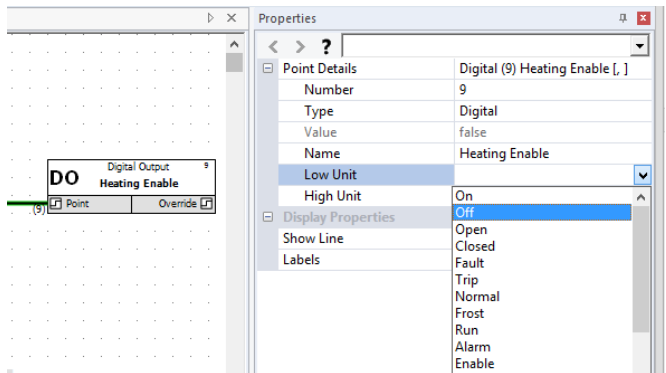 Properties
?
Point Details Digital (9) Heating Enable [, ]
Number 9
Type Digital
Value false
Name Heating Enable
Low Unit
High Unit
Display Properties
Show Line
Labels
On
Off
Open
Closed
Fault
Trip
Normal
Frost
Run
Alarm
Enable
Digital Output 9
DO Heating Enable
(9) Point Override